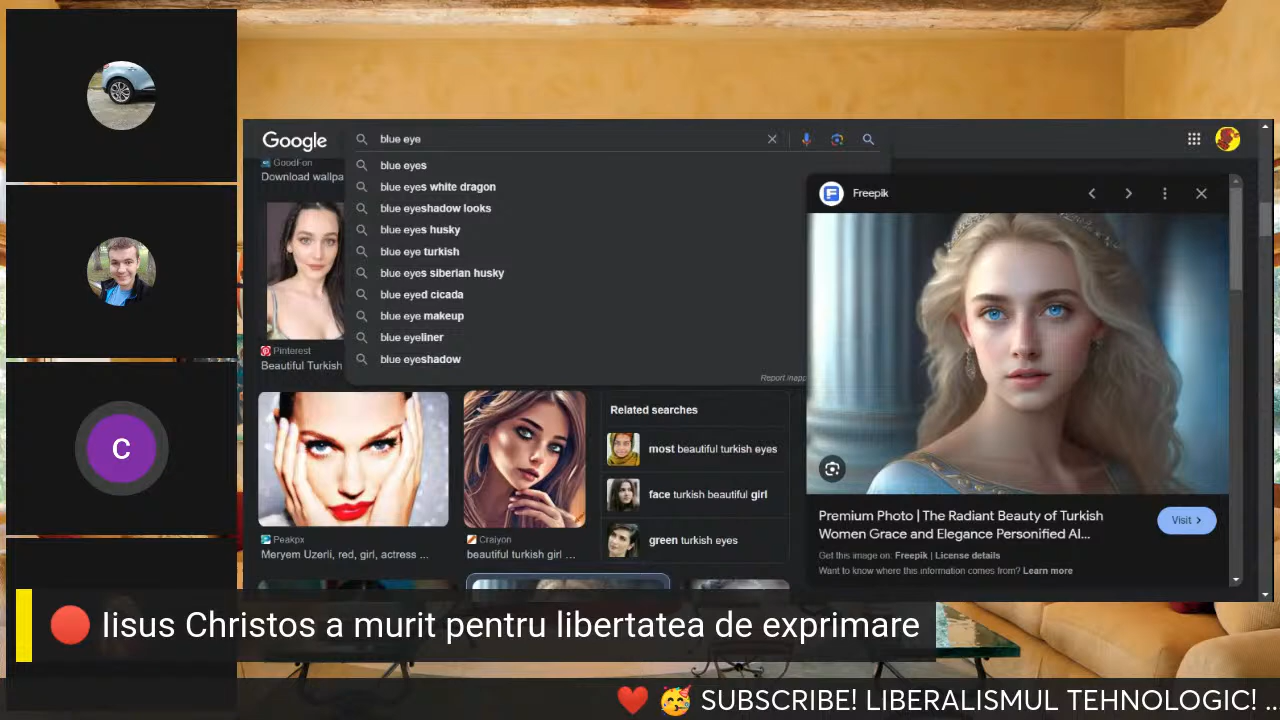 Google
blue eye
blue eyes
blue eyes white dragon
blue eyeshadow looks
blue eyes husky
blue eye turkish
blue eyes siberian husky
blue eyed cicada
blue eye makeup
blue eyeliner
blue eyeshadow
Report inapp
GoodFon
Download wallpa
Pinterest
Beautiful Turkish
Peakpx
Meryem Uzerli, red, girl, actress ...
Craiyon
beautiful turkish girl ...
Related searches
most beautiful turkish eyes
face turkish beautiful girl
green turkish eyes
Freepik
Premium Photo | The Radiant Beauty of Turkish
Women Grace and Elegance Personified AI...
Visit
Get this image on: Freepik | License details
Want to know where this information comes from? Learn more
C
Iisus Christos a murit pentru libertatea de exprimare
SUBSCRIBE! LIBERALISMUL TEHNOLOGIC! ..